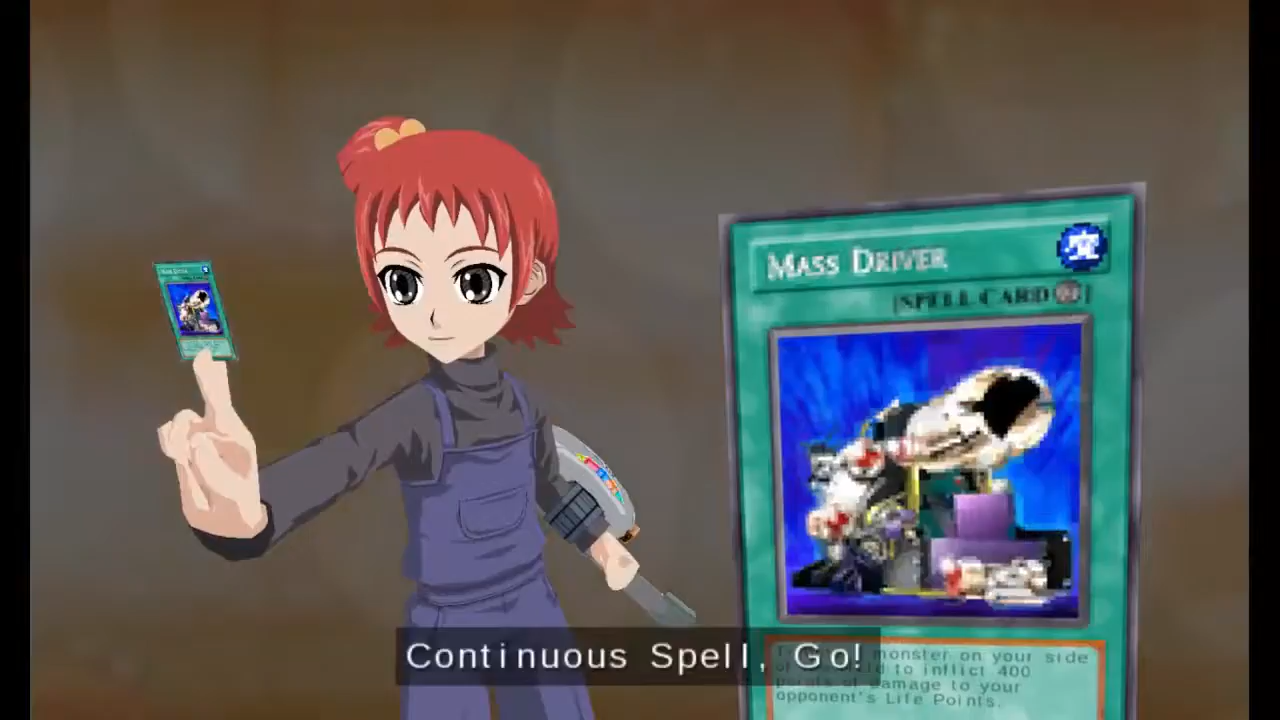 MASS DRIVER
[SPELL CARD]
monster on your side
to inflict 400
damage to your
opponent's Life Points.
Continuous Spell, Go!